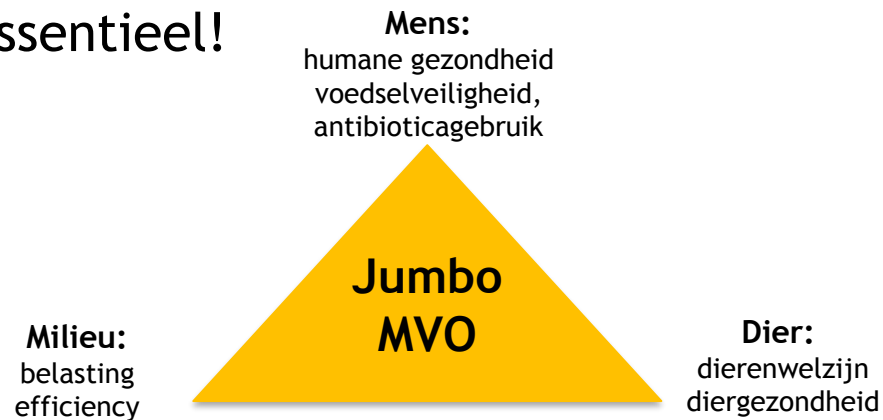 ssentieel!
Mens:
humane gezondheid
voedselveiligheid,
antibioticagebruik
Jumbo
MVO
Milieu:
belasting
efficiency
Dier:
dierenwelzijn
diergezondheid